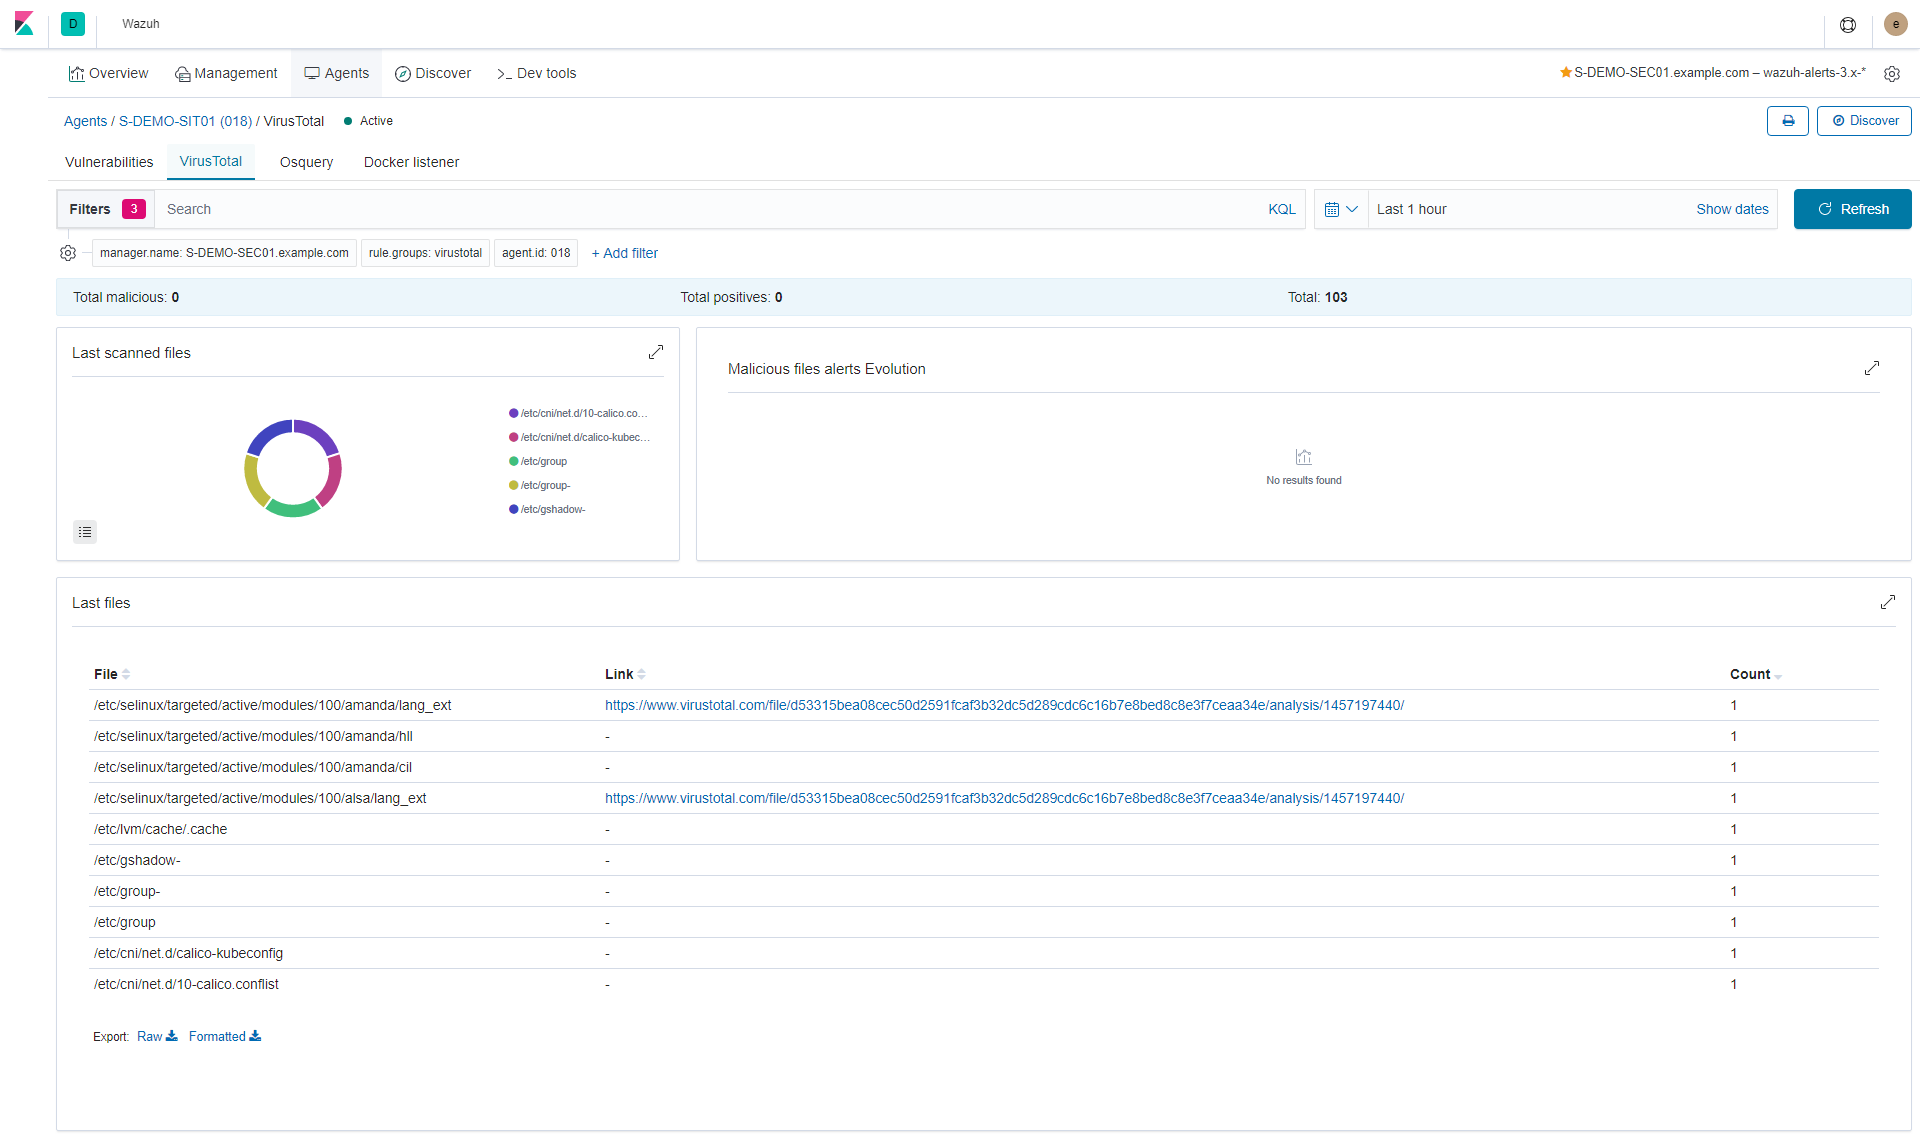 D Wazuh e
Overview Management Agents Discover >_ Dev tools S-DEMO-SEC01.example.com – wazuh-alerts-3.x-*
Agents / S-DEMO-SIT01 (018) / VirusTotal Active Discover
Vulnerabilities VirusTotal Osquery Docker listener
Filters 3 Search KQL Last 1 hour Show dates Refresh
manager.name: S-DEMO-SEC01.example.com rule.groups: virustotal agent.id: 018 + Add filter
Total malicious: 0 Total positives: 0 Total: 103
Last scanned files
Malicious files alerts Evolution
/etc/cni/net.d/10-calico.co...
/etc/cni/net.d/calico-kubec...
/etc/group
/etc/group-
/etc/gshadow-
No results found
Last files
File Link Count
/etc/selinux/targeted/active/modules/100/amanda/lang_ext https://www.virustotal.com/file/d53315bea08cec50d2591fcaf3b32dc5d289cdc6c16b7e8bed8c8e3f7ceaa34e/analysis/1457197440/ 1
/etc/selinux/targeted/active/modules/100/amanda/hll - 1
/etc/selinux/targeted/active/modules/100/amanda/cil - 1
/etc/selinux/targeted/active/modules/100/alsa/lang_ext https://www.virustotal.com/file/d53315bea08cec50d2591fcaf3b32dc5d289cdc6c16b7e8bed8c8e3f7ceaa34e/analysis/1457197440/ 1
/etc/lvm/cache/.cache - 1
/etc/gshadow- - 1
/etc/group- - 1
/etc/group - 1
/etc/cni/net.d/calico-kubeconfig - 1
/etc/cni/net.d/10-calico.conflist - 1
Export: Raw Formatted